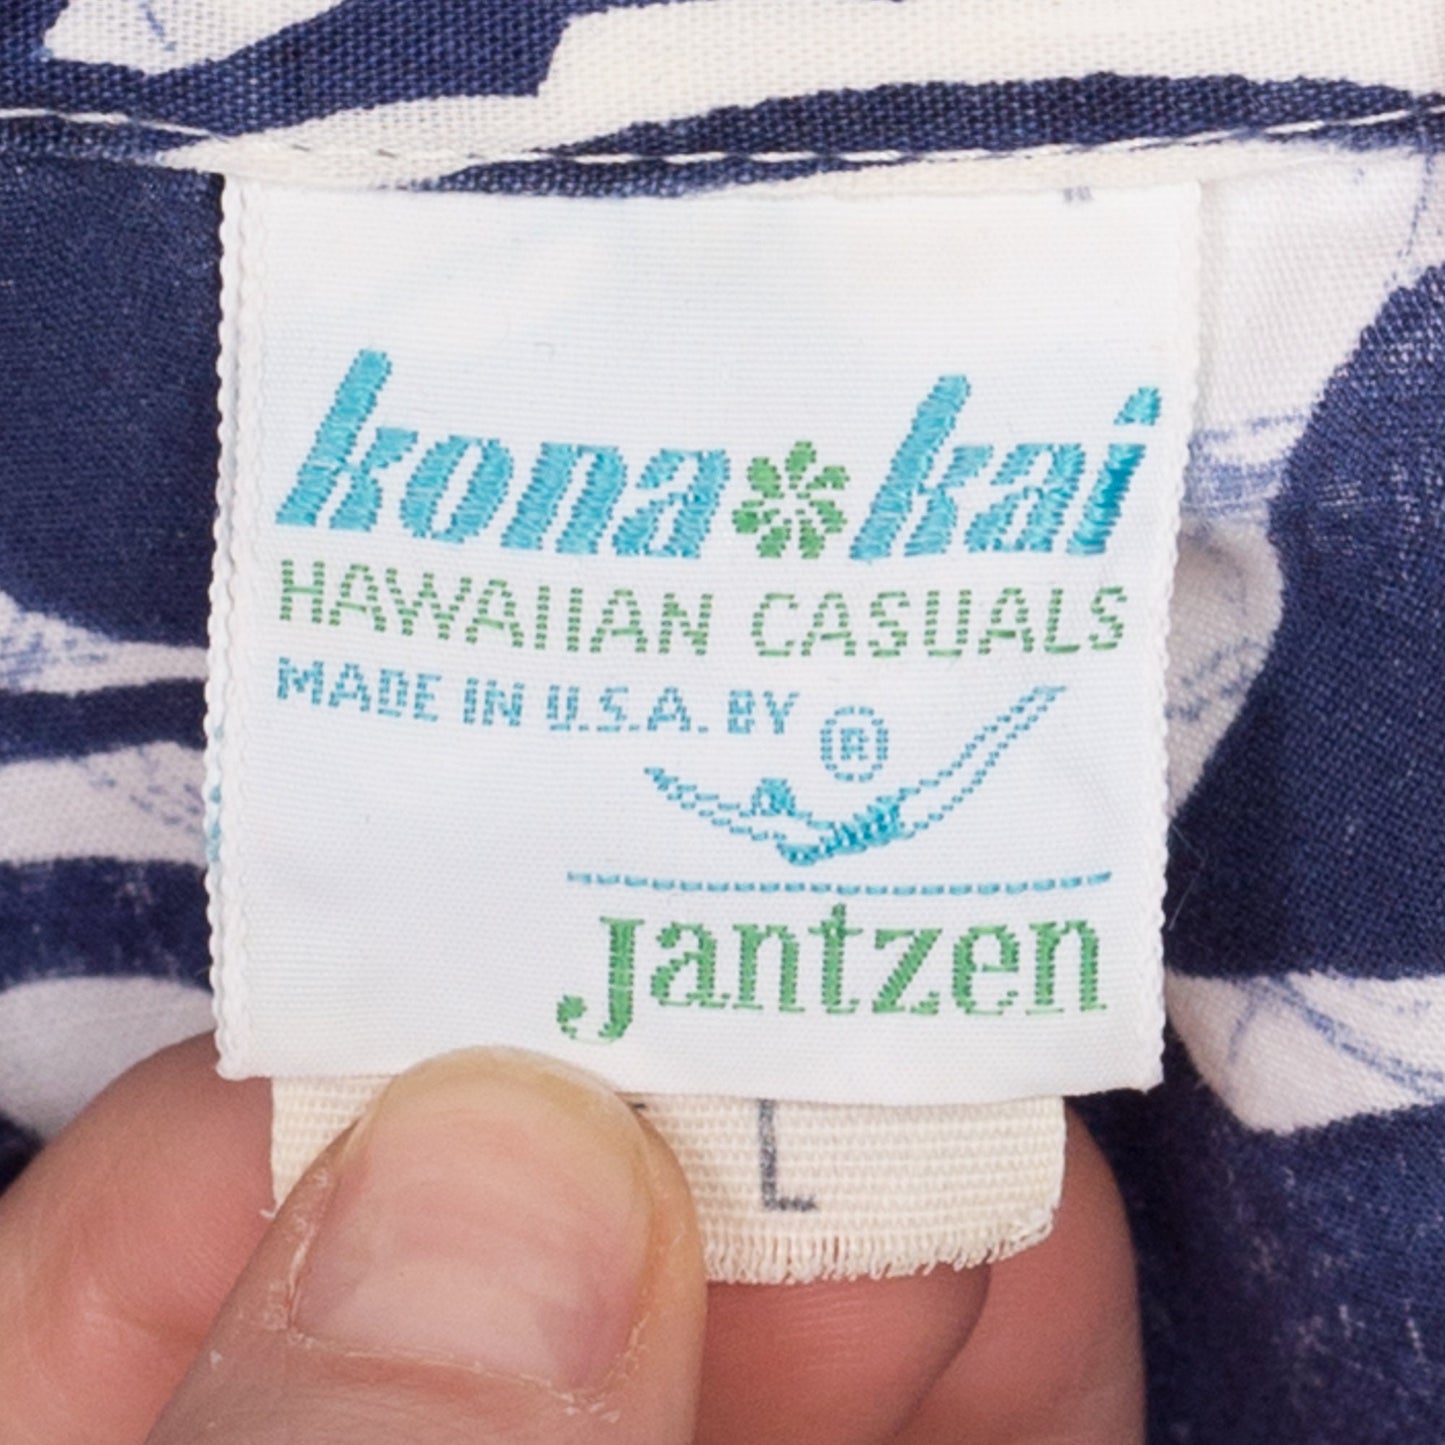 kona kai
HAWAIIAN CASUALS
MADE IN U.S.A. BY
®
Jantzen
L